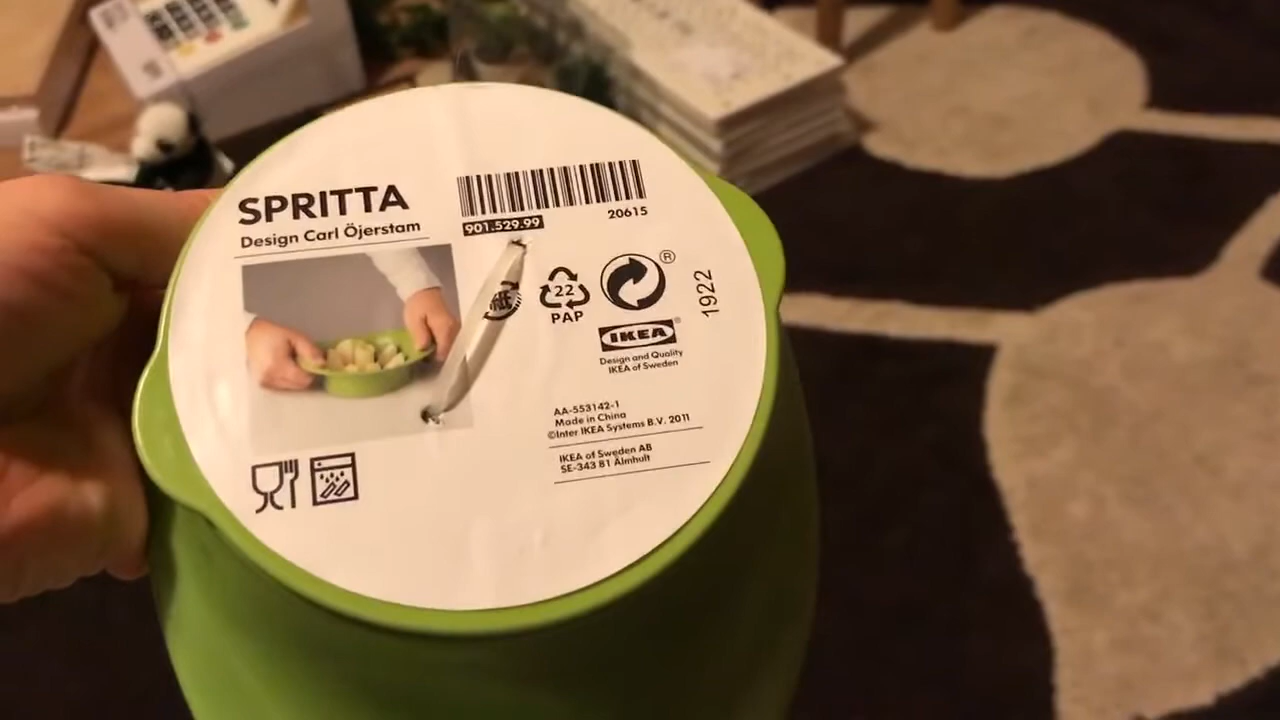 SPRITTA
Design Carl Öjerstam
901.529.99
20615
22
PAP
®
1922
IKEA®
Design and Quality
IKEA of Sweden
AA-553142-1
Made in China
©Inter IKEA Systems B.V. 2011
IKEA of Sweden AB
SE-343 81 Älmhult